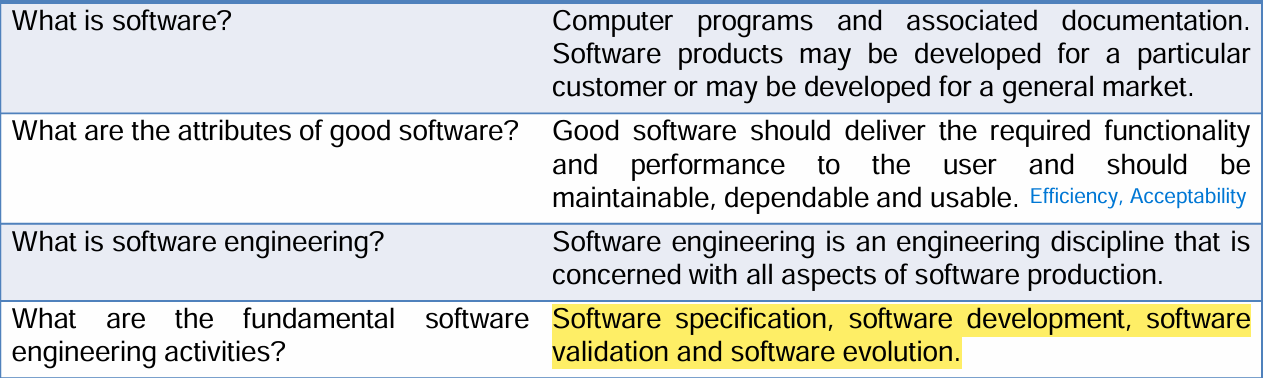 What is software?
Computer programs and associated documentation.
Software products may be developed for a particular
customer or may be developed for a general market.
What are the attributes of good software?
Good software should deliver the required functionality
and performance to the user and should be
maintainable, dependable and usable. Efficiency, Acceptability
What is software engineering?
Software engineering is an engineering discipline that is
concerned with all aspects of software production.
What are the fundamental software
engineering activities?
Software specification, software development, software
validation and software evolution.